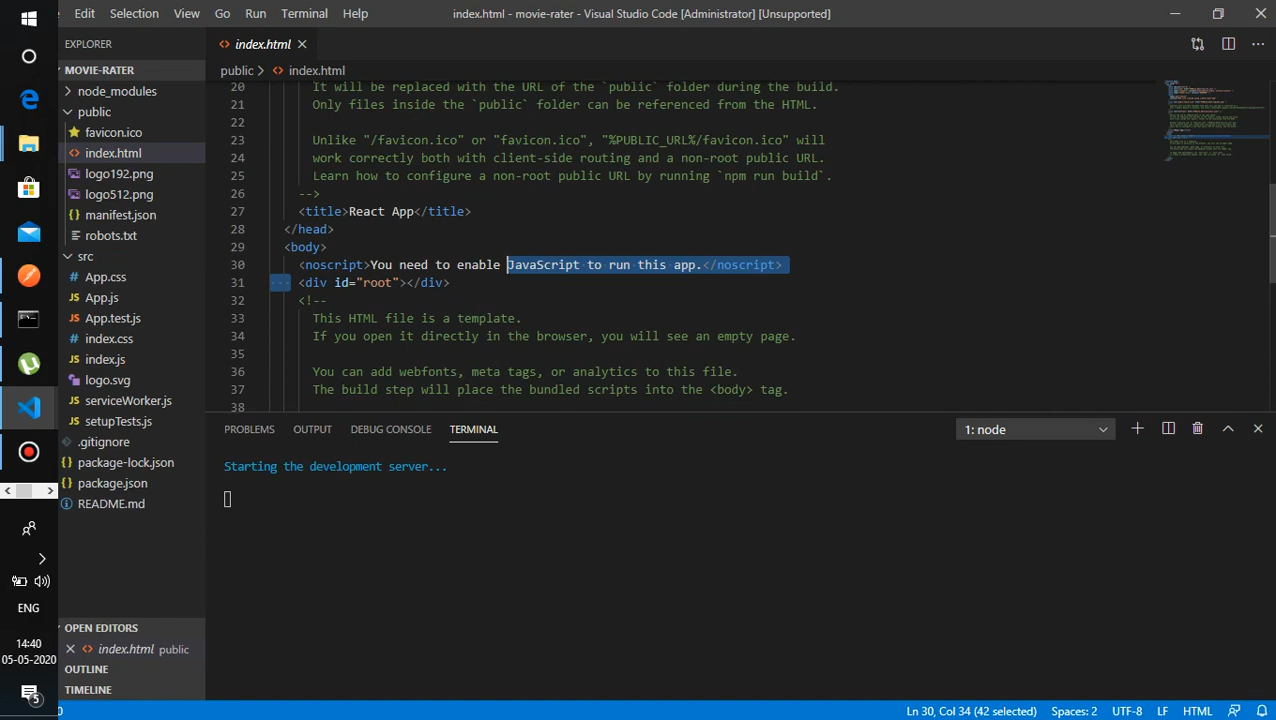 Edit Selection View Go Run Terminal Help index.html - movie-rater - Visual Studio Code [Administrator] [Unsupported]
EXPLORER
index.html
MOVIE-RATER
public > index.html
node_modules
public
favicon.ico
index.html
logo192.png
logo512.png
manifest.json
robots.txt
src
App.css
App.js
App.test.js
index.css
index.js
logo.svg
serviceWorker.js
setupTests.js
.gitignore
package-lock.json
package.json
README.md
OPEN EDITORS
index.html public
OUTLINE
TIMELINE
20 It will be replaced with the URL of the `public` folder during the build.
21 Only files inside the `public` folder can be referenced from the HTML.
22
23 Unlike "/favicon.ico" or "favicon.ico", "%PUBLIC_URL%/favicon.ico" will
24 work correctly both with client-side routing and a non-root public URL.
25 Learn how to configure a non-root public URL by running `npm run build`.
26 -->
27 <title>React App</title>
28 </head>
29 <body>
30 <noscript>You need to enable JavaScript to run this app.</noscript>
31 <div id="root"></div>
32 <!--
33 This HTML file is a template.
34 If you open it directly in the browser, you will see an empty page.
35
36 You can add webfonts, meta tags, or analytics to this file.
37 The build step will place the bundled scripts into the <body> tag.
38
PROBLEMS OUTPUT DEBUG CONSOLE TERMINAL 1: node
Starting the development server...
ENG
14:40
05-05-2020
5
0 Ln 30, Col 34 (42 selected) Spaces: 2 UTF-8 LF HTML